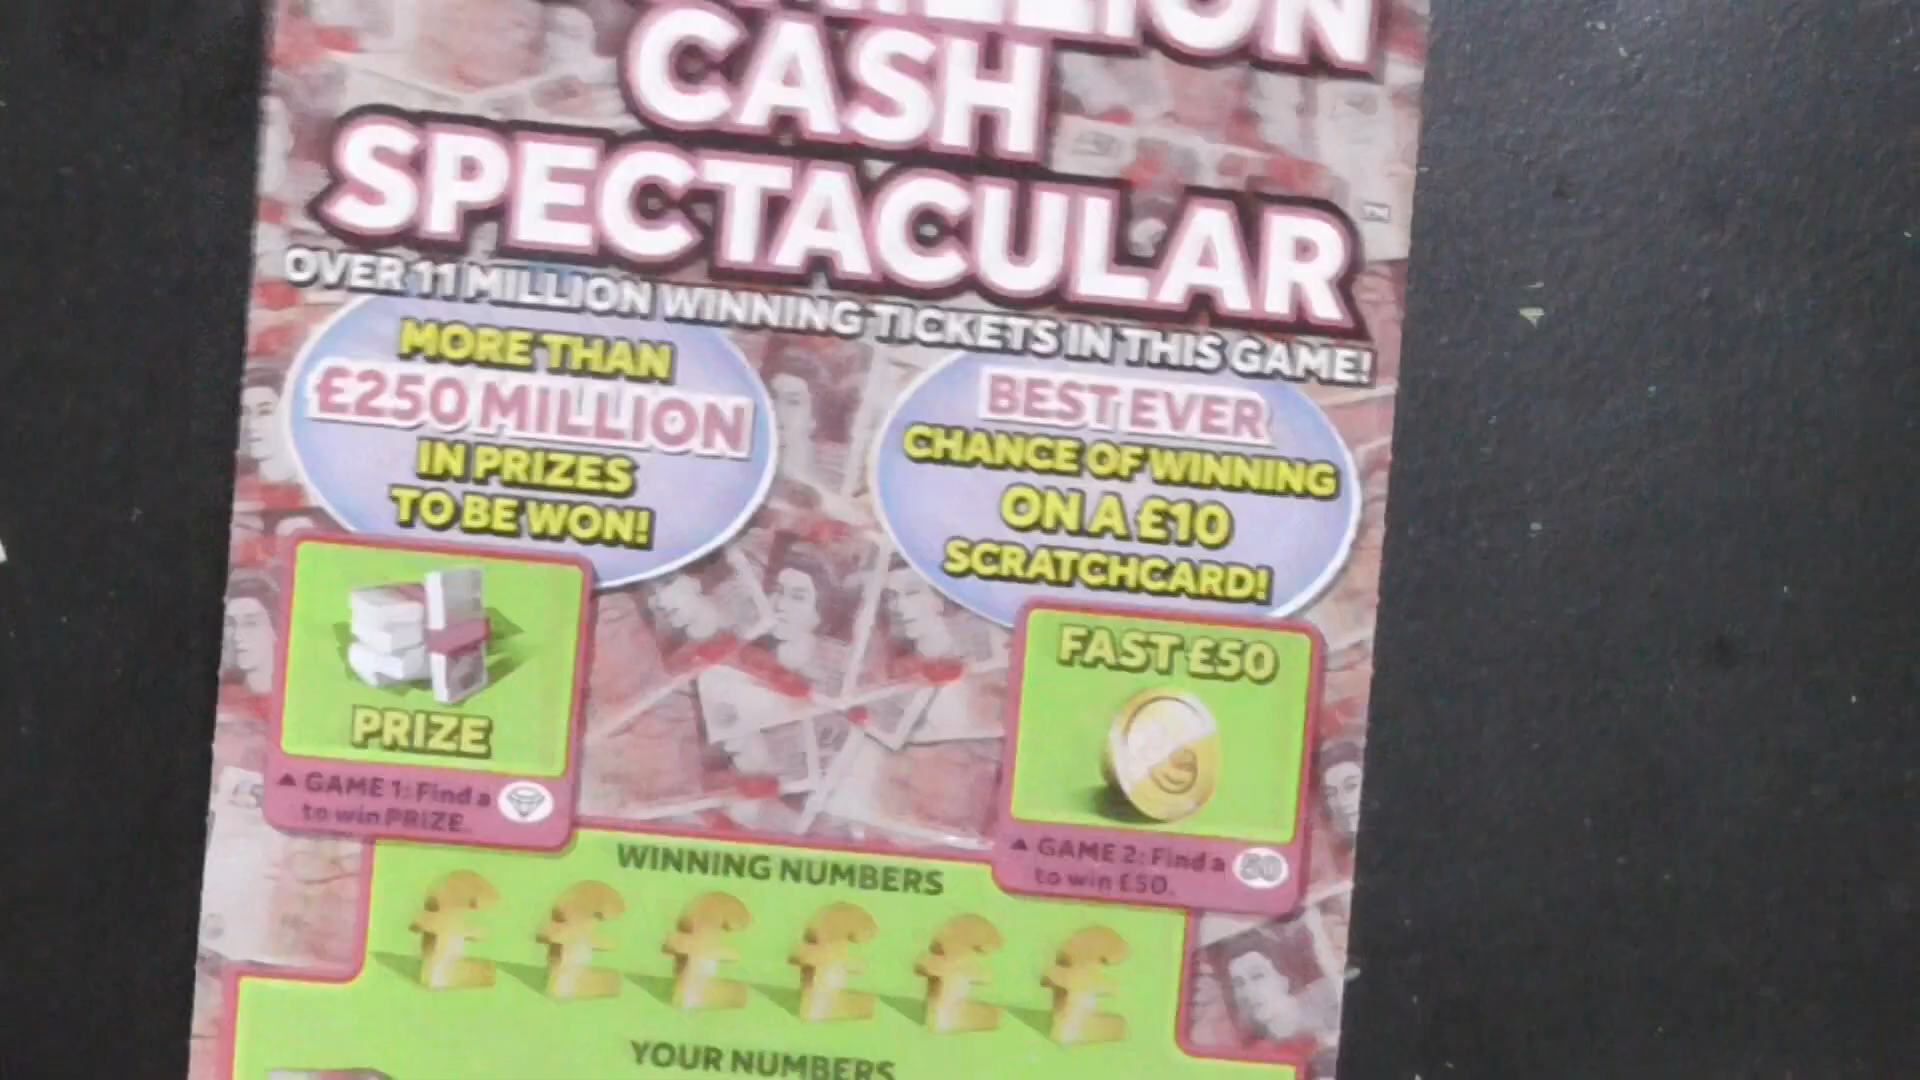 MILLION
CASH
SPECTACULAR
OVER 11 MILLION WINNING TICKETS IN THIS GAME!
MORE THAN
£250 MILLION
IN PRIZES
TO BE WON!
BEST EVER
CHANCE OF WINNING
ON A £10
SCRATCHCARD!
PRIZE
GAME 1: Find a
to win PRIZE.
FAST £50
GAME 2: Find a 50
to win £50.
WINNING NUMBERS
£ £ £ £ £ £
YOUR NUMBERS